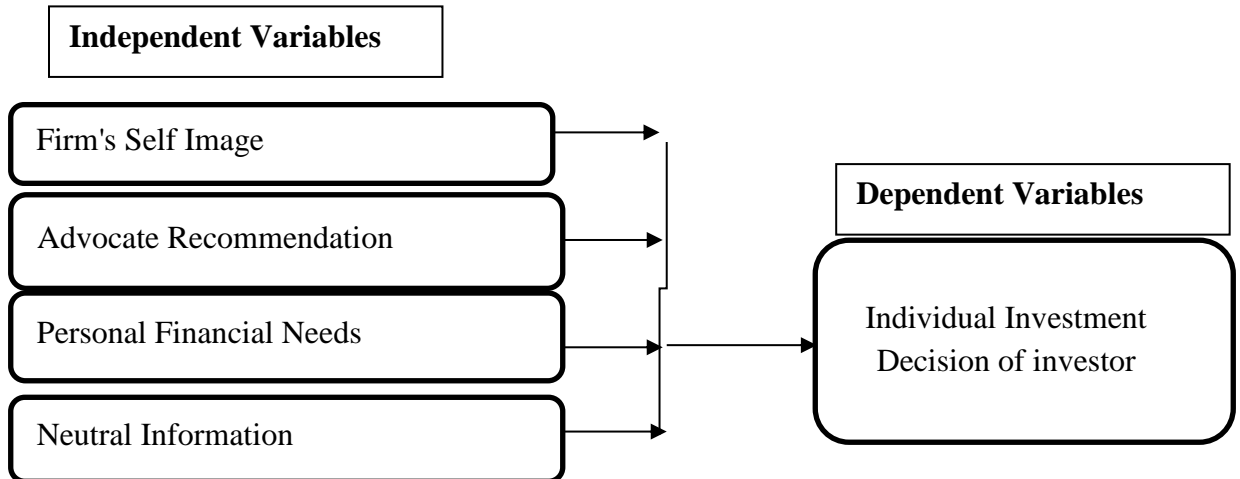 Independent Variables
Firm's Self Image
Advocate Recommendation
Personal Financial Needs
Neutral Information
Dependent Variables
Individual Investment
Decision of investor